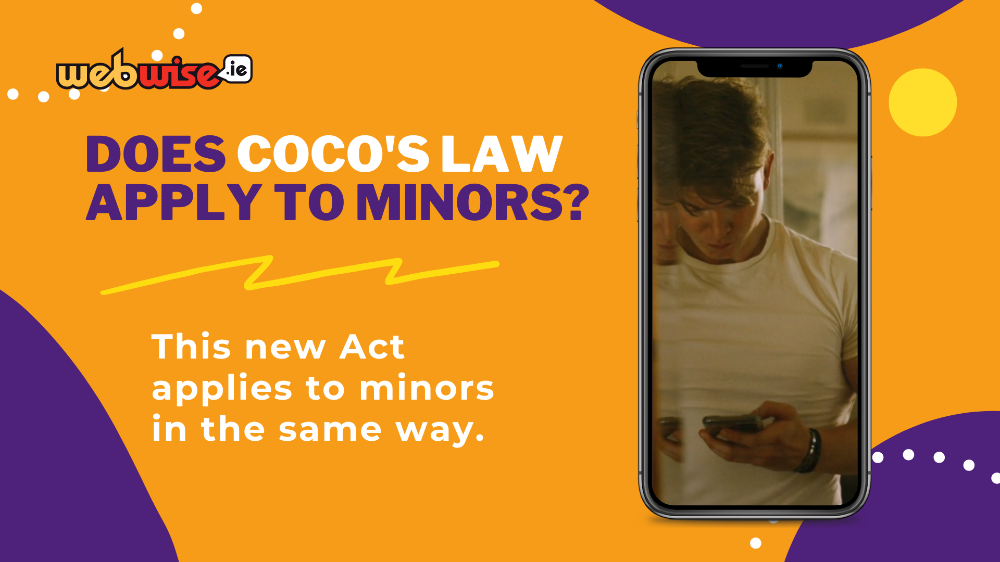 webwise.ie
DOES COCO'S LAW
APPLY TO MINORS?
This new Act
applies to minors
in the same way.